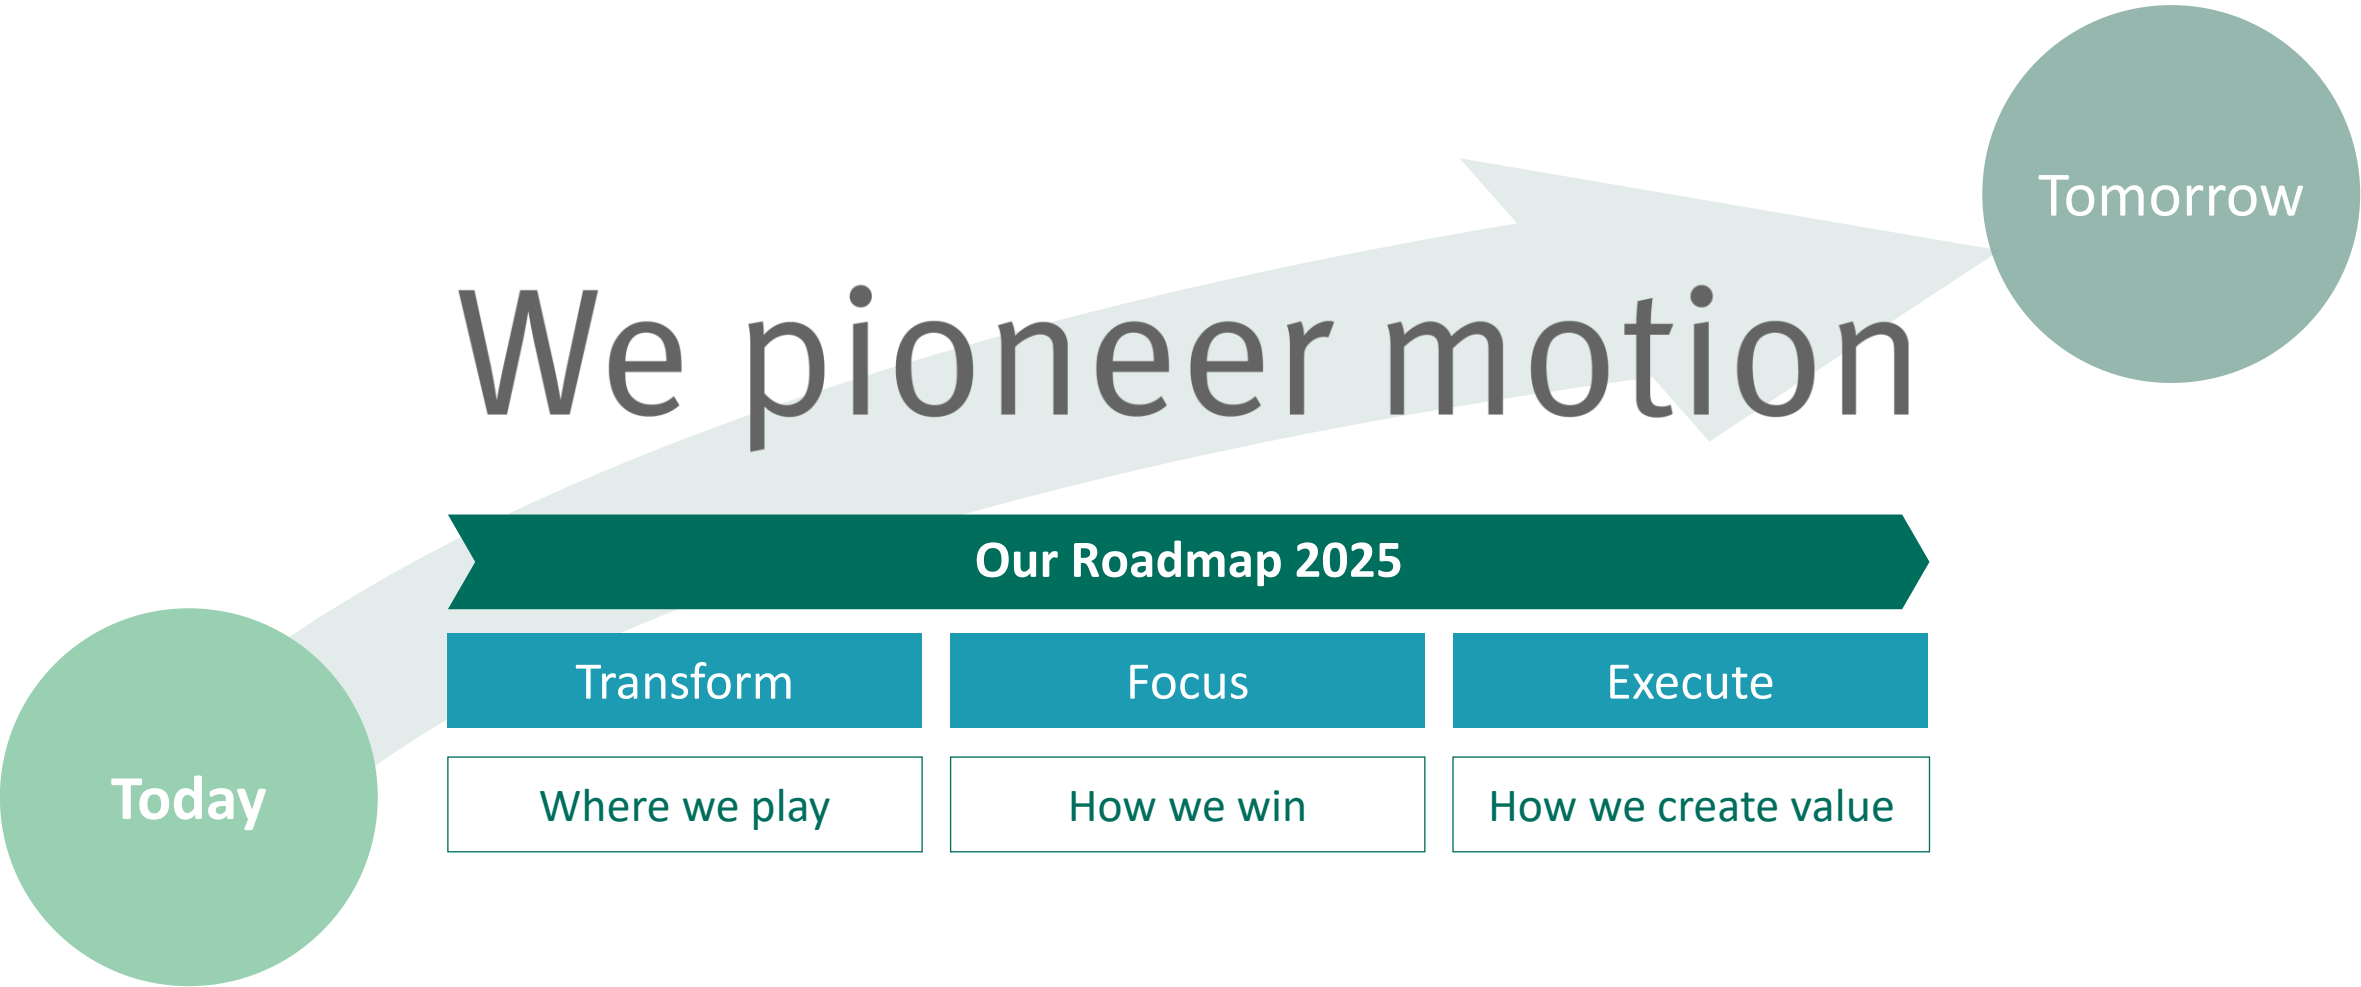 Tomorrow
We pioneer motion
Our Roadmap 2025
Transform
Focus
Execute
Today
Where we play
How we win
How we create value